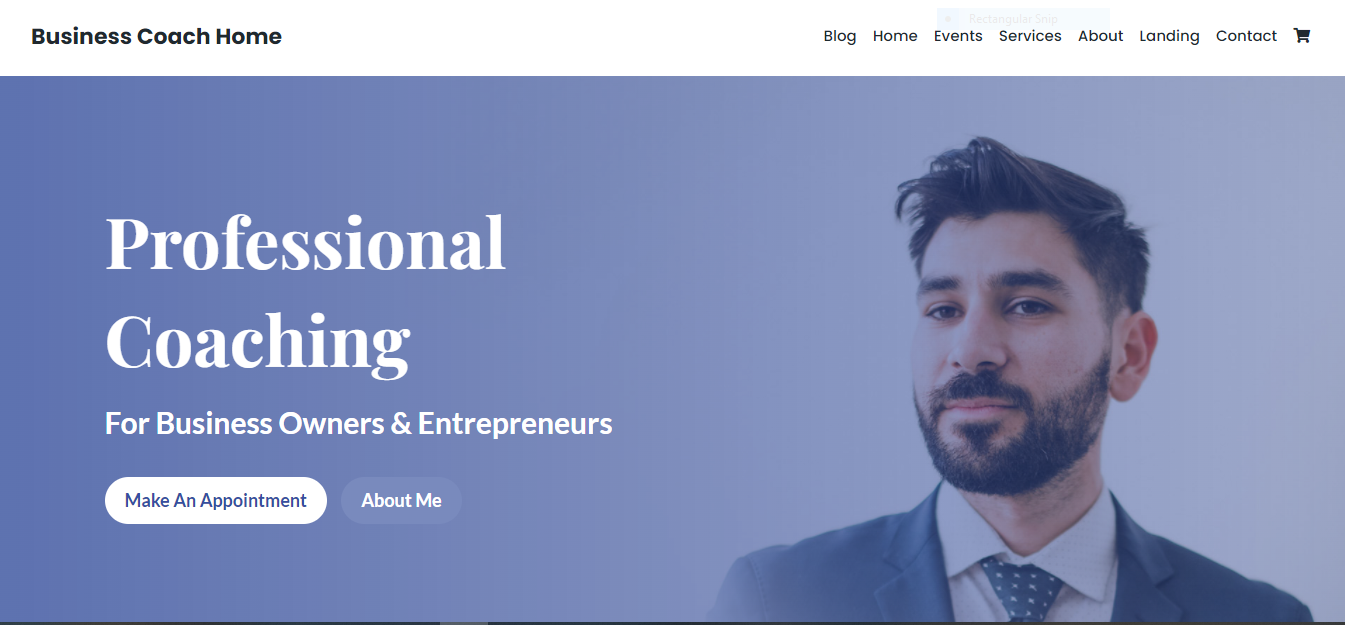 Rectangular Snip
Business Coach Home
Blog Home Events Services About Landing Contact
Professional
Coaching
For Business Owners & Entrepreneurs
Make An Appointment
About Me